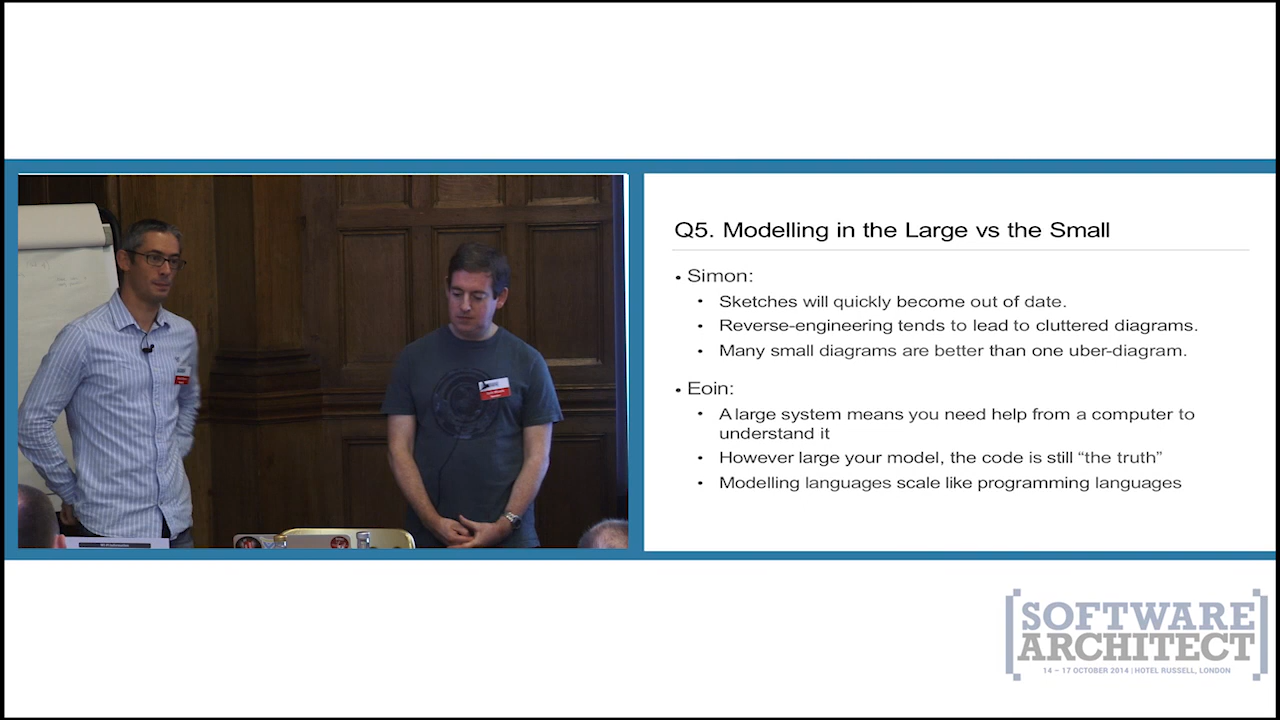 Q5. Modelling in the Large vs the Small
• Simon:
• Sketches will quickly become out of date.
• Reverse-engineering tends to lead to cluttered diagrams.
• Many small diagrams are better than one uber-diagram.
• Eoin:
• A large system means you need help from a computer to
understand it
• However large your model, the code is still “the truth”
• Modelling languages scale like programming languages
[SOFTWARE
ARCHITECT]
14 – 17 OCTOBER 2014 | HOTEL RUSSELL, LONDON